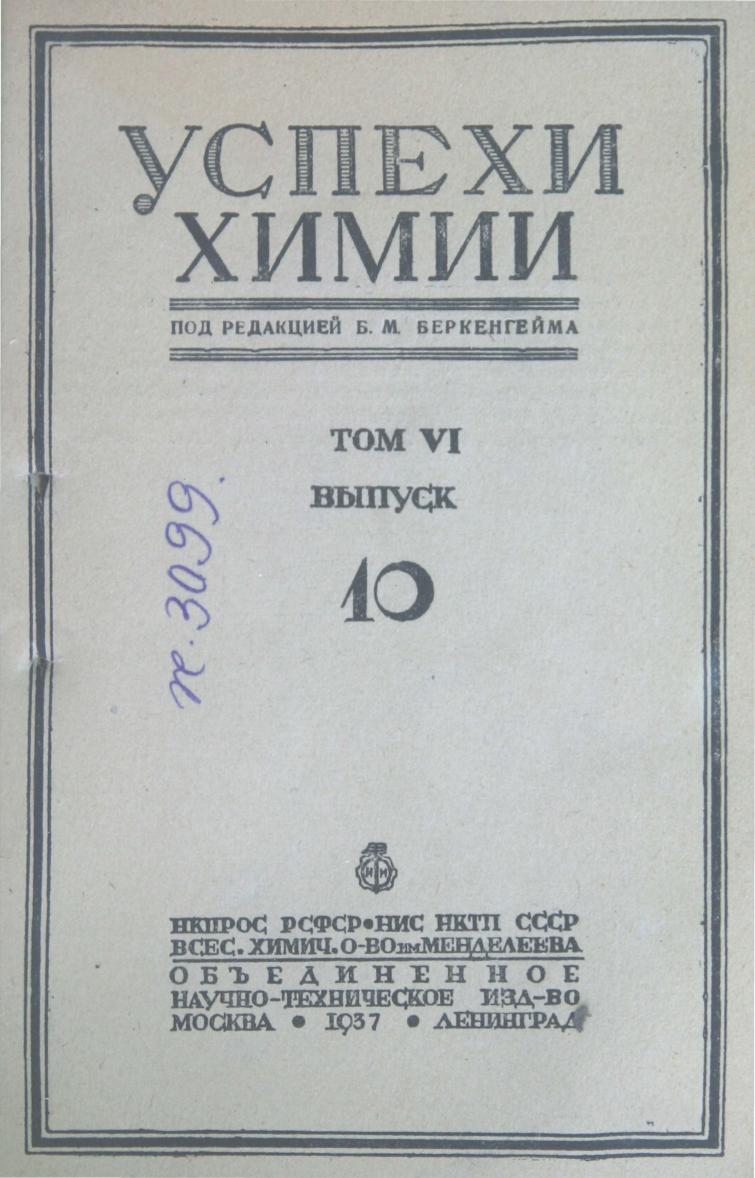 УСПЕХИ
ХИМИИ
ПОД РЕДАКЦИЕЙ Б. М. БЕРКЕНГЕЙМА
ТОМ VI
ВЫПУСК
10
к. 3099.
НКПРОС РСФСР•НИС НКТП СССР
ВСЕС. ХИМИЧ. О-ВО им МЕНДЕЛЕЕВА
ОБЪЕДИНЕННОЕ
НАУЧНО-ТЕХНИЧЕСКОЕ ИЗД-ВО
МОСКВА • 1937 • ЛЕНИНГРАД